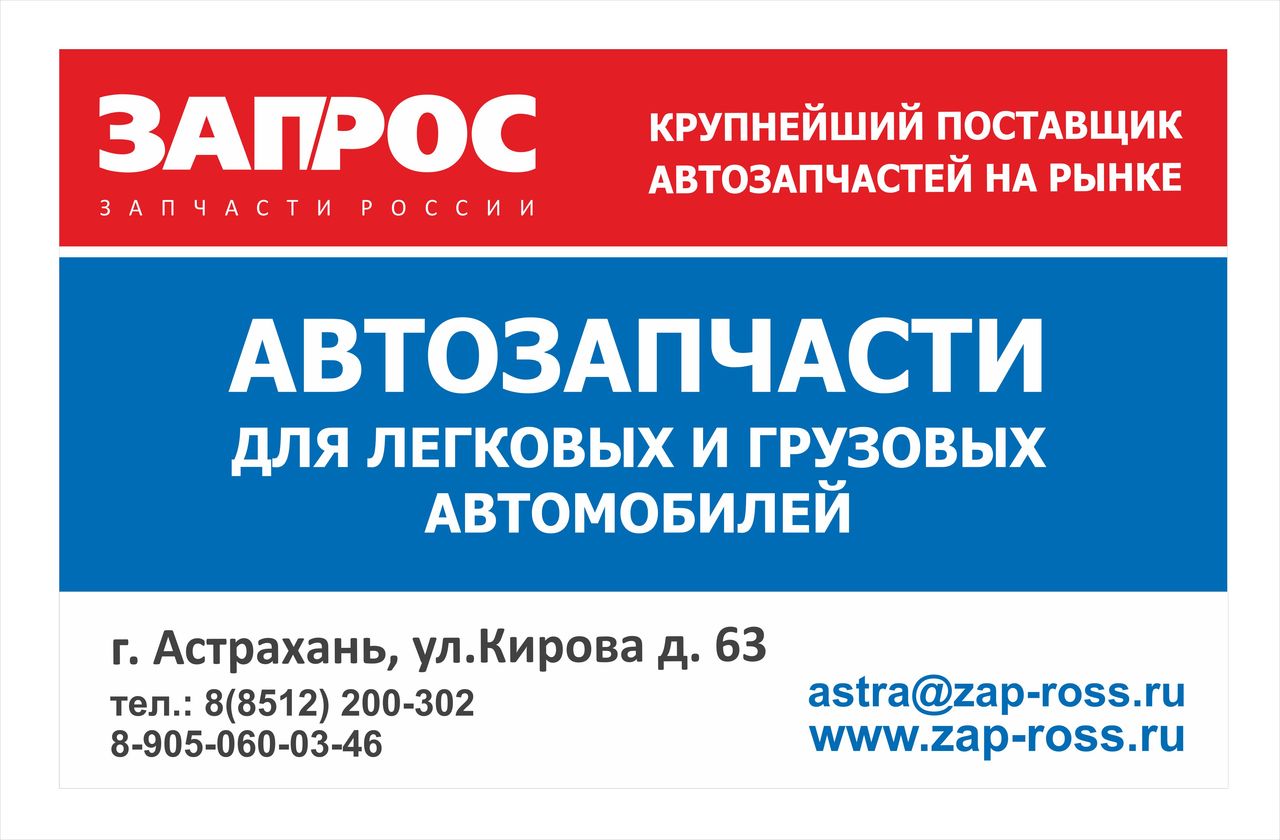 ЗАПРОС
ЗАПЧАСТИ РОССИИ
КРУПНЕЙШИЙ ПОСТАВЩИК
АВТОЗАПЧАСТЕЙ НА РЫНКЕ
АВТОЗАПЧАСТИ
ДЛЯ ЛЕГКОВЫХ И ГРУЗОВЫХ
АВТОМОБИЛЕЙ
г. Астрахань, ул.Кирова д. 63
тел.: 8(8512) 200-302
8-905-060-03-46
astra@zap-ross.ru
www.zap-ross.ru